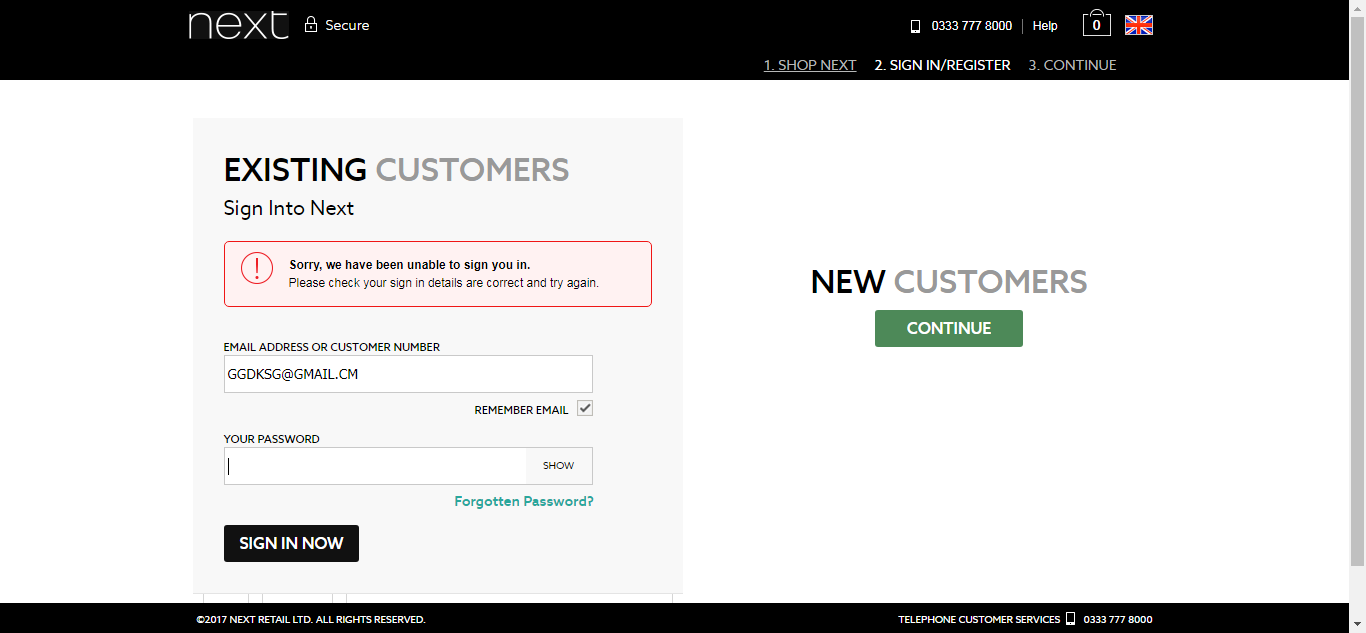 next Secure
0333 777 8000 Help 0
1. SHOP NEXT 2. SIGN IN/REGISTER 3. CONTINUE
EXISTING CUSTOMERS
Sign Into Next
Sorry, we have been unable to sign you in.
Please check your sign in details are correct and try again.
EMAIL ADDRESS OR CUSTOMER NUMBER
GGDKSG@GMAIL.CM
REMEMBER EMAIL
YOUR PASSWORD
SHOW
Forgotten Password?
SIGN IN NOW
NEW CUSTOMERS
CONTINUE
©2017 NEXT RETAIL LTD. ALL RIGHTS RESERVED.
TELEPHONE CUSTOMER SERVICES 0333 777 8000